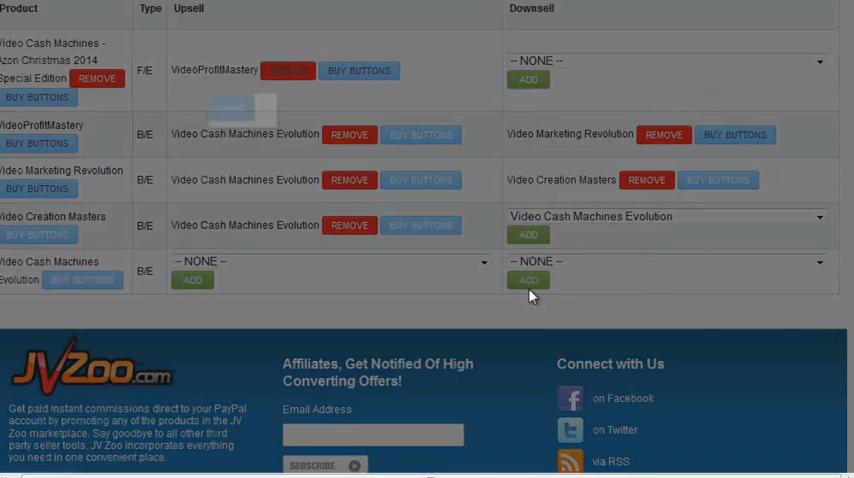 Product Type Upsell Downsell
Video Cash Machines -
Azon Christmas 2014
Special Edition REMOVE
BUY BUTTONS
F/E
VideoProfitMastery REMOVE BUY BUTTONS
-- NONE --
ADD
VideoProfitMastery
BUY BUTTONS
B/E
Video Cash Machines Evolution REMOVE BUY BUTTONS
Video Marketing Revolution REMOVE BUY BUTTONS
Video Marketing Revolution
BUY BUTTONS
B/E
Video Cash Machines Evolution REMOVE BUY BUTTONS
Video Creation Masters REMOVE BUY BUTTONS
Video Creation Masters
BUY BUTTONS
B/E
Video Cash Machines Evolution REMOVE BUY BUTTONS
Video Cash Machines Evolution
ADD
Video Cash Machines
Evolution BUY BUTTONS
B/E
-- NONE --
ADD
-- NONE --
ADD
JVZoo.com
Get paid instant commissions direct to your PayPal
account by promoting any of the products in the JV
Zoo marketplace. Say goodbye to all other third
party seller tools. JV Zoo incorporates everything
you need in one convenient place.
Affiliates, Get Notified Of High
Converting Offers!
Email Address
SUBSCRIBE
Connect with Us
on Facebook
on Twitter
via RSS